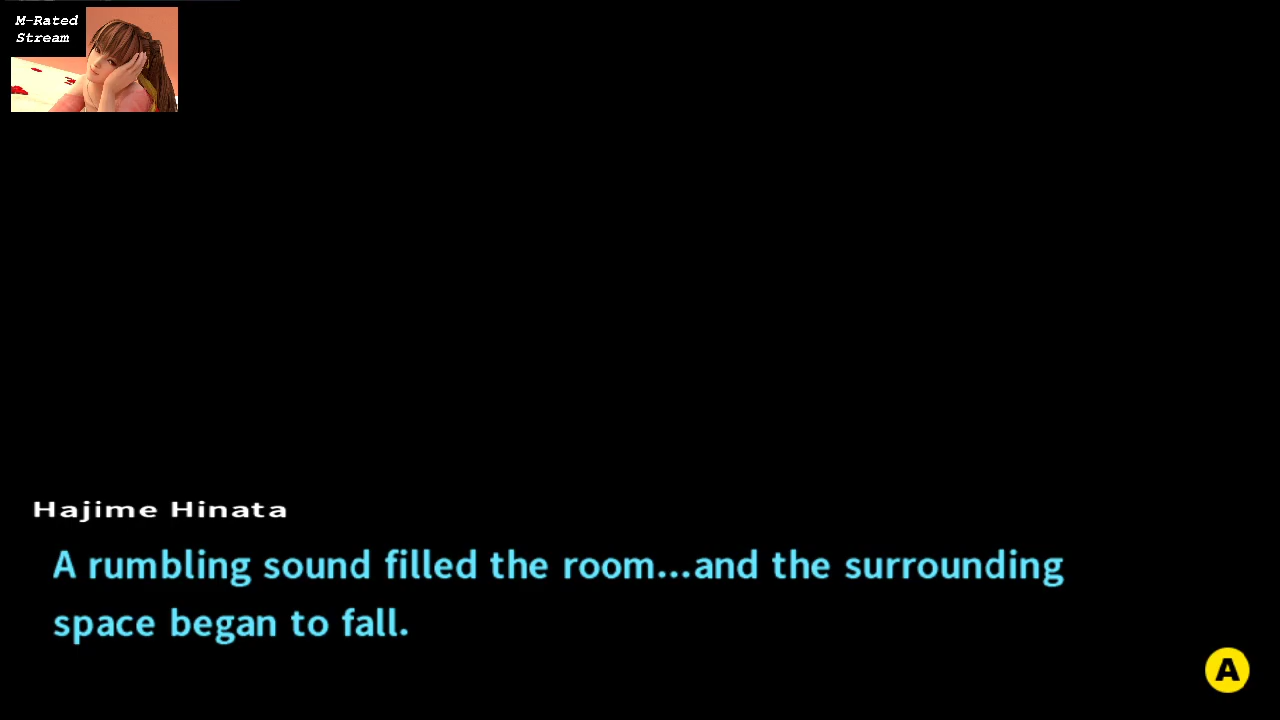 M-Rated
Stream
Hajime Hinata
A rumbling sound filled the room...and the surrounding
space began to fall.
A